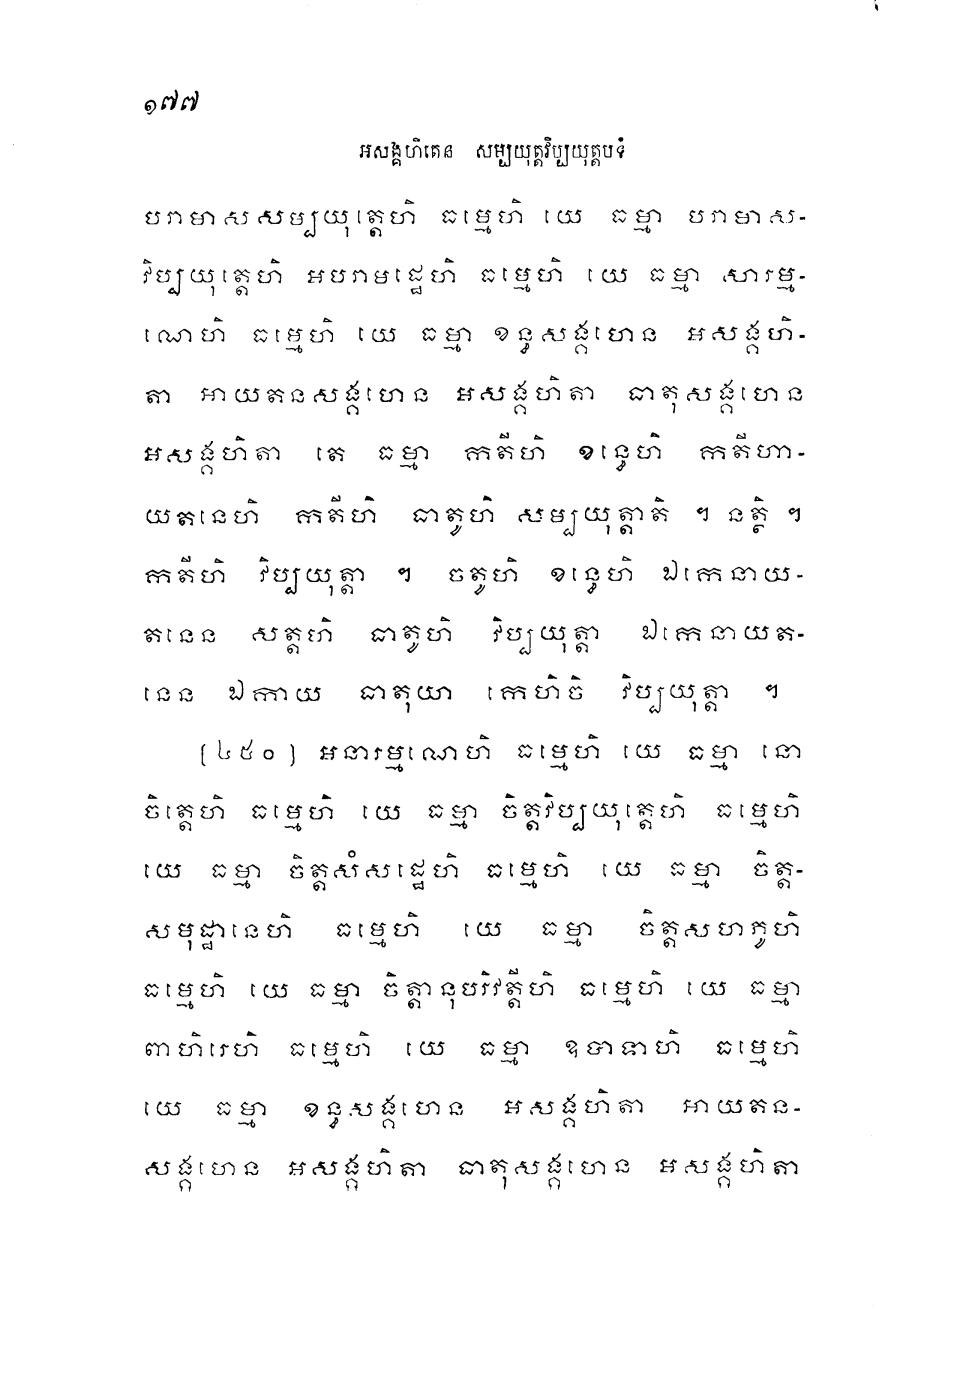 ១៧៧
អសង្គហិតេន សម្បយុត្តវិប្បយុត្តបទំ
បរាមាសសម្បយុត្តេហិ ធម្មេហិ យេ ធម្មា បរាមាស-
វិប្បយុត្តេហិ អបរាមដ្ឋេហិ ធម្មេហិ យេ ធម្មា សារម្ម-
ណេហិ ធម្មេហិ យេ ធម្មា ខន្ធសង្គហេន អសង្គហិ-
តា អាយតនសង្គហេន អសង្គហិតា ធាតុសង្គហេន
អសង្គហិតា តេ ធម្មា កតីហិ ខន្ធេហិ កតីហា-
យតនេហិ កតីហិ ធាតូហិ សម្បយុត្តាតិ ។ នត្ថិ ។
កតីហិ វិប្បយុត្តា ។ ចតូហិ ខន្ធេហិ ឯកេនាយ-
តនេន សត្តហិ ធាតូហិ វិប្បយុត្តា ឯកេនាយត-
នេន ឯកាយ ធាតុយា កេហិចិ វិប្បយុត្តា ។
[៤៥០] អនារម្មណេហិ ធម្មេហិ យេ ធម្មា នោ
ចិត្តេហិ ធម្មេហិ យេ ធម្មា ចិត្តវិប្បយុត្តេហិ ធម្មេហិ
យេ ធម្មា ចិត្តសំសដ្ឋេហិ ធម្មេហិ យេ ធម្មា ចិត្ត-
សមុដ្ឋានេហិ ធម្មេហិ យេ ធម្មា ចិត្តសហភូហិ
ធម្មេហិ យេ ធម្មា ចិត្តានុបរិវត្តីហិ ធម្មេហិ យេ ធម្មា
ពាហិរេហិ ធម្មេហិ យេ ធម្មា ឧបាទាហិ ធម្មេហិ
យេ ធម្មា ខន្ធសង្គហេន អសង្គហិតា អាយតន-
សង្គហេន អសង្គហិតា ធាតុសង្គហេន អសង្គហិតា